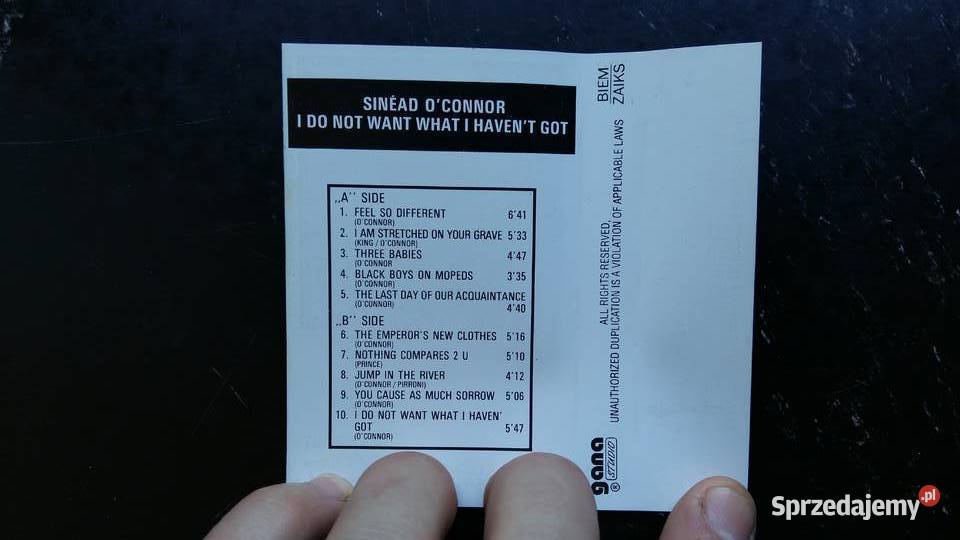 SINÉAD O'CONNOR
I DO NOT WANT WHAT I HAVEN'T GOT
„A'' SIDE
1. FEEL SO DIFFERENT 6'41
(O'CONNOR)
2. I AM STRETCHED ON YOUR GRAVE 5'33
(KING / O'CONNOR)
3. THREE BABIES 4'47
(O'CONNOR
4. BLACK BOYS ON MOPEDS 3'35
(O'CONNOR)
5. THE LAST DAY OF OUR ACQUAINTANCE
(O'CONNOR) 4'40
„B'' SIDE
6. THE EMPEROR'S NEW CLOTHES 5'16
(O'CONNOR)
7. NOTHING COMPARES 2 U 5'10
(PRINCE)
8. JUMP IN THE RIVER 4'12
(O'CONNOR / PIRRONI)
9. YOU CAUSE AS MUCH SORROW 5'06
(O'CONNOR)
10. I DO NOT WANT WHAT I HAVEN'
GOT 5'47
(O'CONNOR)
BIEM
ZAIKS
ALL RIGHTS RESERVED,
UNAUTHORIZED DUPLICATION IS A VIOLATION OF APPLICABLE LAWS
gana
® STUDIO
Sprzedajemy.pl